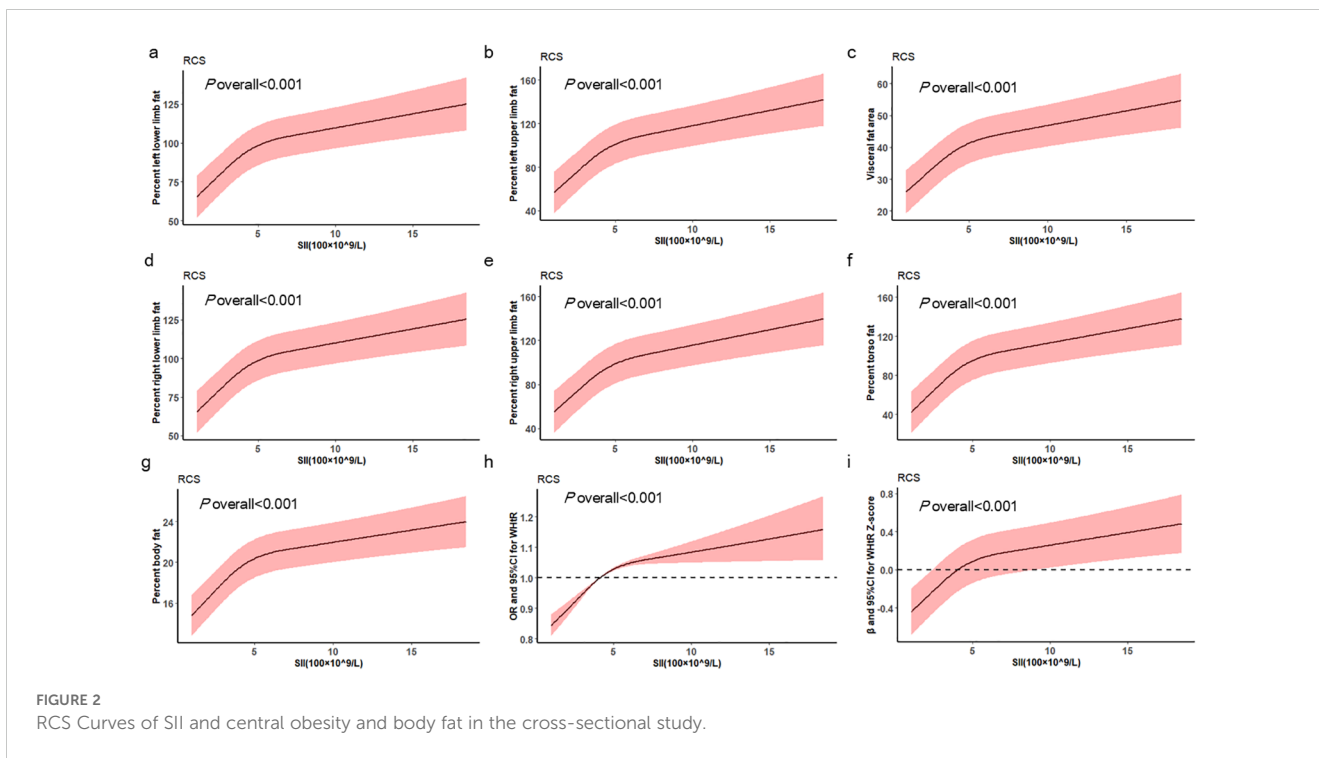 a
RCS
P overall<0.001
Percent left lower limb fat
125
100
75
50
5
10
15
SII(100×10^9/L)
b
RCS
P overall<0.001
Percent left upper limb fat
160
120
80
40
5
10
15
SII(100×10^9/L)
c
RCS
P overall<0.001
Visceral fat area
60
50
40
30
20
5
10
15
SII(100×10^9/L)
d
RCS
P overall<0.001
Percent right lower limb fat
125
100
75
50
5
10
15
SII(100×10^9/L)
e
RCS
P overall<0.001
Percent right upper limb fat
160
120
80
40
5
10
15
SII(100×10^9/L)
f
RCS
P overall<0.001
Percent torso fat
160
120
80
40
5
10
15
SII(100×10^9/L)
g
RCS
P overall<0.001
Percent body fat
24
20
16
5
10
15
SII(100×10^9/L)
h
RCS
P overall<0.001
OR and 95%CI for WHtR
1.2
1.1
1.0
0.9
0.8
5
10
15
SII(100×10^9/L)
i
RCS
P overall<0.001
β and 95%CI for WHtR Z-score
0.8
0.4
0.0
-0.4
5
10
15
SII(100×10^9/L)
FIGURE 2
RCS Curves of SII and central obesity and body fat in the cross-sectional study.